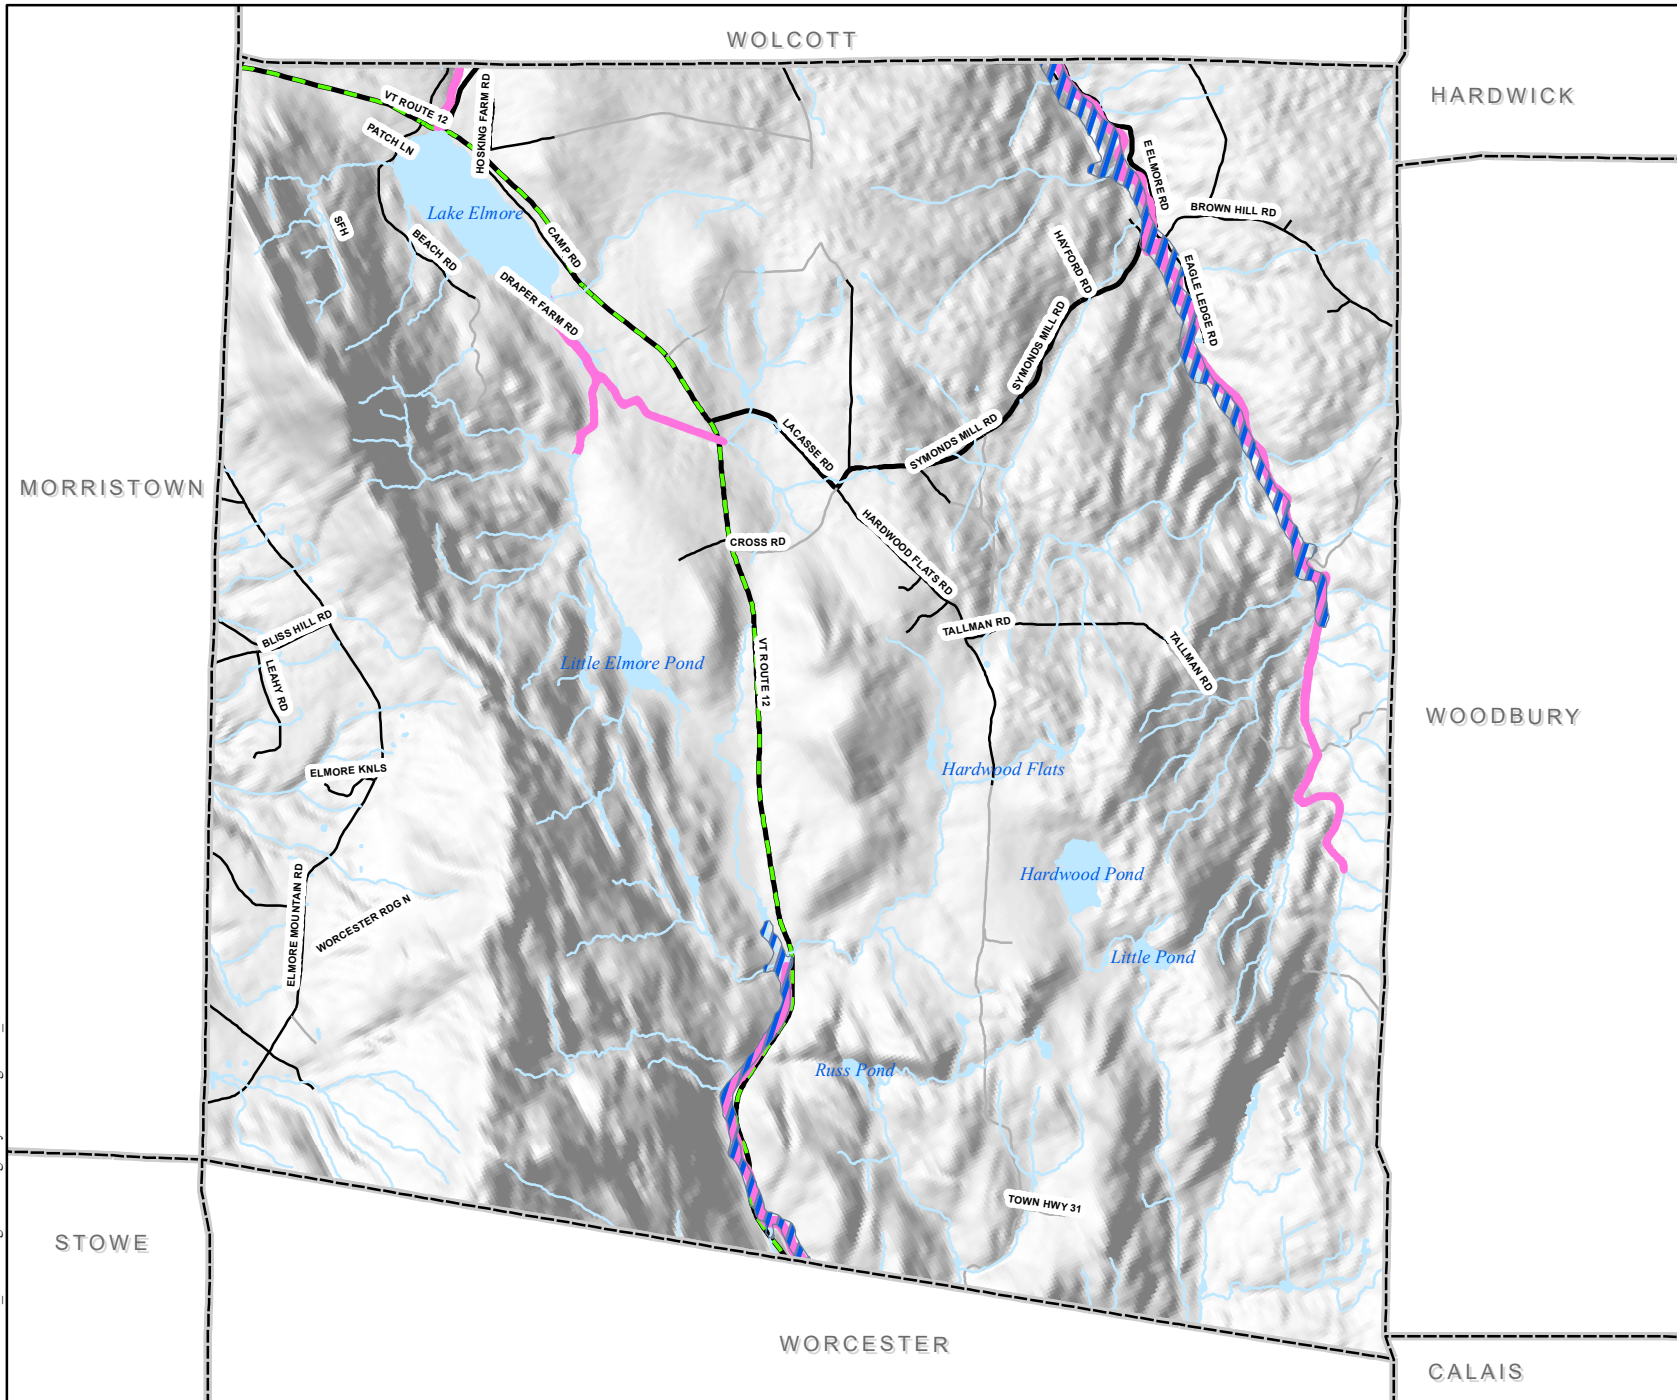 WOLCOTT
HARDWICK
VT ROUTE 12
HOSKING FARM RD
PATCH LN
E ELMORE RD
BROWN HILL RD
Lake Elmore
SFH
BEACH RD
CAMP RD
HAYFORD RD
EAGLE LEDGE RD
DRAPER FARM RD
SYMONDS MILL RD
LACASSE RD
SYMONDS MILL RD
MORRISTOWN
HARDWOOD FLATS RD
CROSS RD
BLISS HILL RD
TALLMAN RD
TALLMAN RD
LEAHY RD
Little Elmore Pond
VT ROUTE 12
WOODBURY
ELMORE KNLS
Hardwood Flats
Hardwood Pond
ELMORE MOUNTAIN RD
WORCESTER RDG N
Little Pond
Russ Pond
TOWN HWY 31
STOWE
WORCESTER
CALAIS